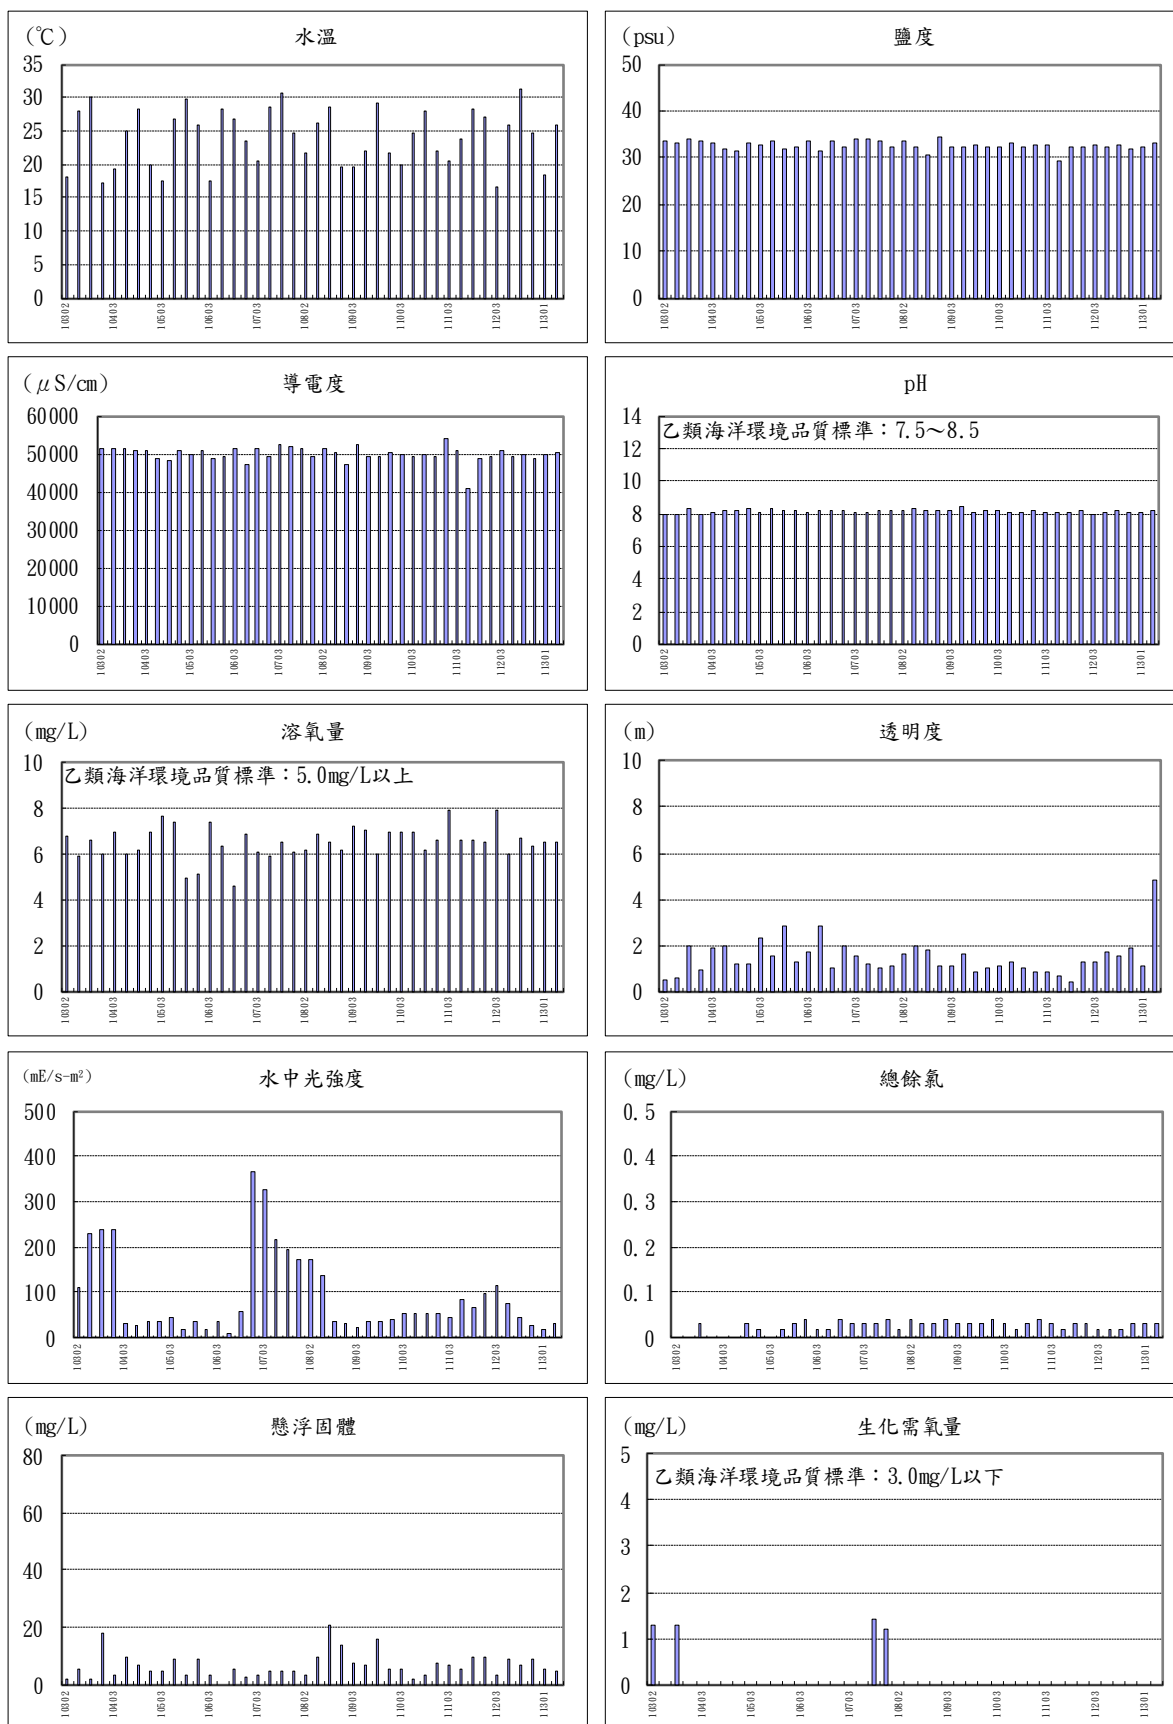 (℃) 水溫
35
30
25
20
15
10
5
0
10302 10403 10503 10603 10703 10802 10903 11003 11103 11203 11301
(psu) 鹽度
50
40
30
20
10
0
10302 10403 10503 10603 10703 10802 10903 11003 11103 11203 11301
(μS/cm) 導電度
60000
50000
40000
30000
20000
10000
0
10302 10403 10503 10603 10703 10802 10903 11003 11103 11203 11301
pH
14
乙類海洋環境品質標準：7.5～8.5
12
10
8
6
4
2
0
10302 10403 10503 10603 10703 10802 10903 11003 11103 11203 11301
(mg/L) 溶氧量
10
乙類海洋環境品質標準：5.0mg/L以上
8
6
4
2
0
10302 10403 10503 10603 10703 10802 10903 11003 11103 11203 11301
(m) 透明度
10
8
6
4
2
0
10302 10403 10503 10603 10703 10802 10903 11003 11103 11203 11301
(mE/s-m²) 水中光強度
500
400
300
200
100
0
10302 10403 10503 10603 10703 10802 10903 11003 11103 11203 11301
(mg/L) 總餘氯
0.5
0.4
0.3
0.2
0.1
0
10302 10403 10503 10603 10703 10802 10903 11003 11103 11203 11301
(mg/L) 懸浮固體
80
60
40
20
0
10302 10403 10503 10603 10703 10802 10903 11003 11103 11203 11301
(mg/L) 生化需氧量
5
乙類海洋環境品質標準：3.0mg/L以下
4
3
2
1
0
10302 10403 10603 10703 10802 10903 11003 11103 11203 11301